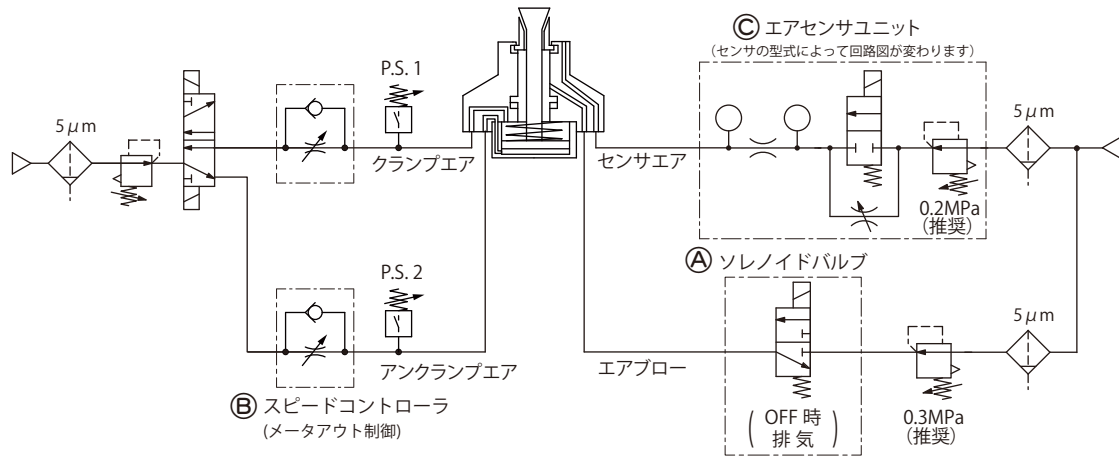 Ⓒ エアセンサユニット
(センサの型式によって回路図が変わります)
P.S. 1
5μm
5μm
クランプエア
センサエア
0.2MPa
(推奨)
Ⓐ ソレノイドバルブ
P.S. 2
5μm
アンクランプエア
エアブロー
Ⓑ スピードコントローラ
(メータアウト制御)
( OFF 時
排 気 )
0.3MPa
(推奨)